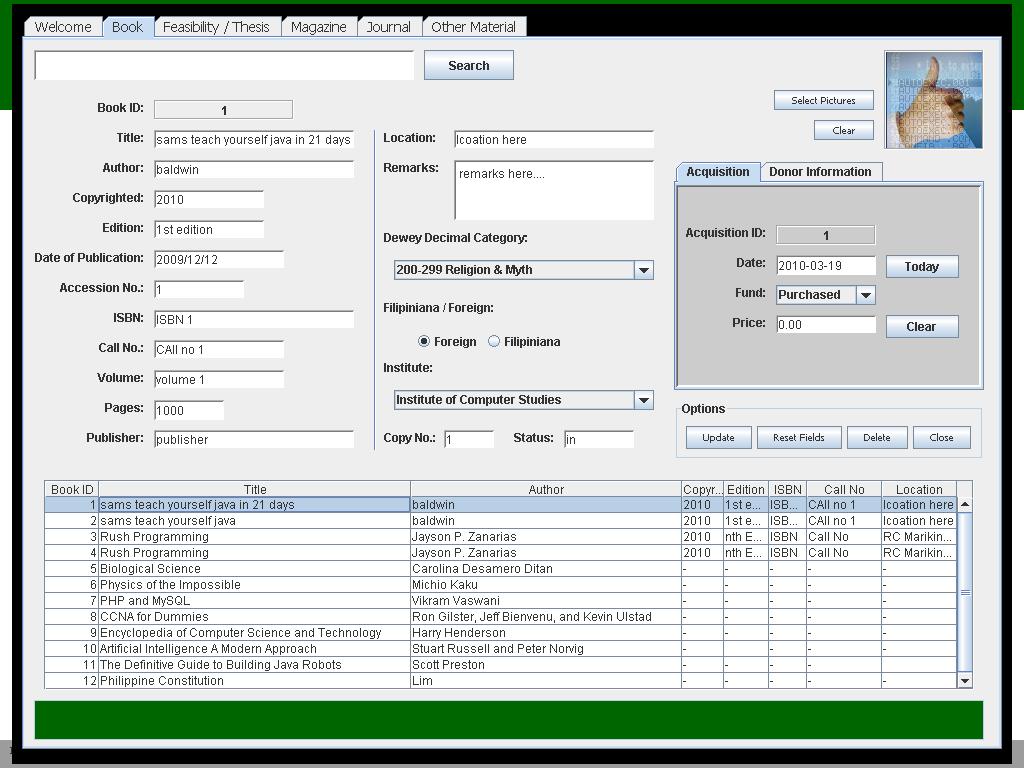 Welcome Book Feasibility / Thesis Magazine Journal Other Material
Search
Select Pictures
Clear
Book ID: 1
Title: sams teach yourself java in 21 days
Author: baldwin
Copyrighted: 2010
Edition: 1st edition
Date of Publication: 2009/12/12
Accession No.: 1
ISBN: ISBN 1
Call No.: CAll no 1
Volume: volume 1
Pages: 1000
Publisher: publisher
Location: lcoation here
Remarks: remarks here....
Dewey Decimal Category:
200-299 Religion & Myth
Filipiniana / Foreign:
Foreign Filipiniana
Institute:
Institute of Computer Studies
Copy No.: 1 Status: in
Acquisition Donor Information
Acquisition ID: 1
Date: 2010-03-19 Today
Fund: Purchased
Price: 0.00 Clear
Options
Update Reset Fields Delete Close
Book ID Title Author Copyr... Edition ISBN Call No Location
1 sams teach yourself java in 21 days baldwin 2010 1st e... ISB... CAll no 1 lcoation here
2 sams teach yourself java baldwin 2010 1st e... ISB... CAll no 1 lcoation here
3 Rush Programming Jayson P. Zanarias 2010 nth E... ISBN Call No RC Marikin...
4 Rush Programming Jayson P. Zanarias 2010 nth E... ISBN Call No RC Marikin...
5 Biological Science Carolina Desamero Ditan - - - - -
6 Physics of the Impossible Michio Kaku - - - - -
7 PHP and MySQL Vikram Vaswani - - - - -
8 CCNA for Dummies Ron Gilster, Jeff Bienvenu, and Kevin Ulstad - - - - -
9 Encyclopedia of Computer Science and Technology Harry Henderson - - - - -
10 Artificial Intelligence A Modern Approach Stuart Russell and Peter Norvig - - - - -
11 The Definitive Guide to Building Java Robots Scott Preston - - - - -
12 Philippine Constitution Lim - - - - -